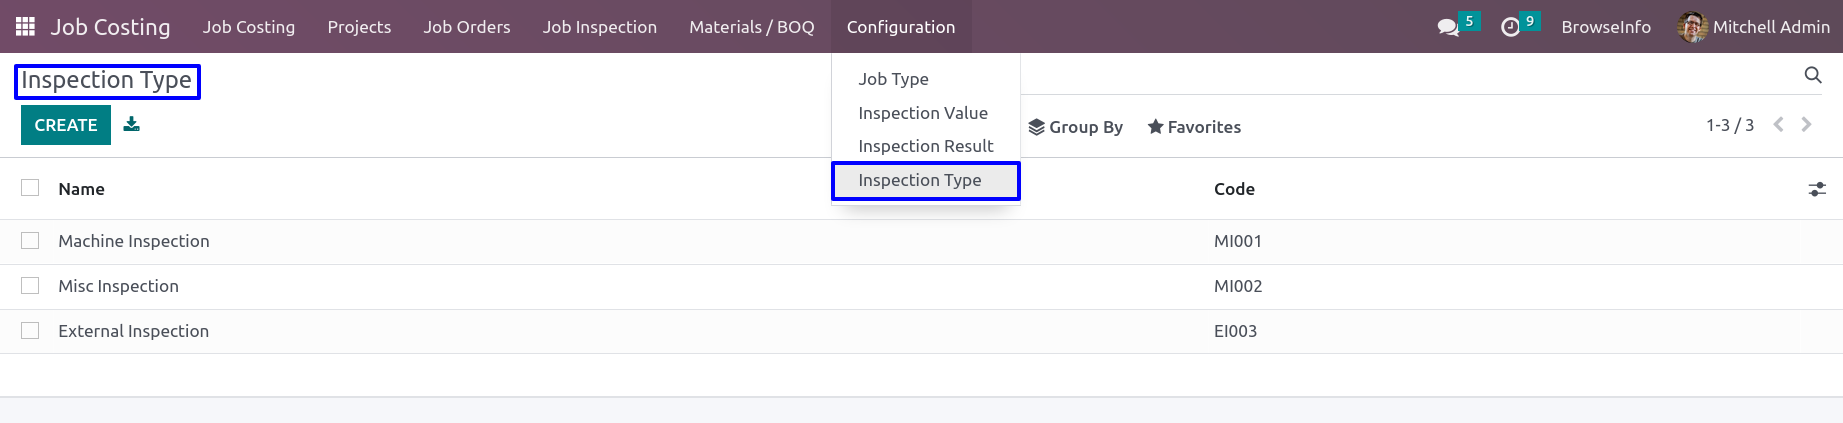 Job Costing Job Costing Projects Job Orders Job Inspection Materials / BOQ Configuration 5 9 BrowseInfo Mitchell Admin
Inspection Type
Job Type
Inspection Value
Inspection Result
Inspection Type
CREATE
Group By Favorites 1-3 / 3
Name Code
Machine Inspection MI001
Misc Inspection MI002
External Inspection EI003